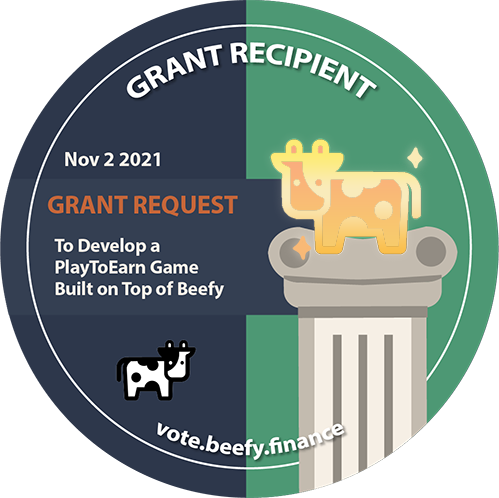 GRANT RECIPIENT
Nov 2 2021
GRANT REQUEST
To Develop a
PlayToEarn Game
Built on Top of Beefy
vote.beefy.finance